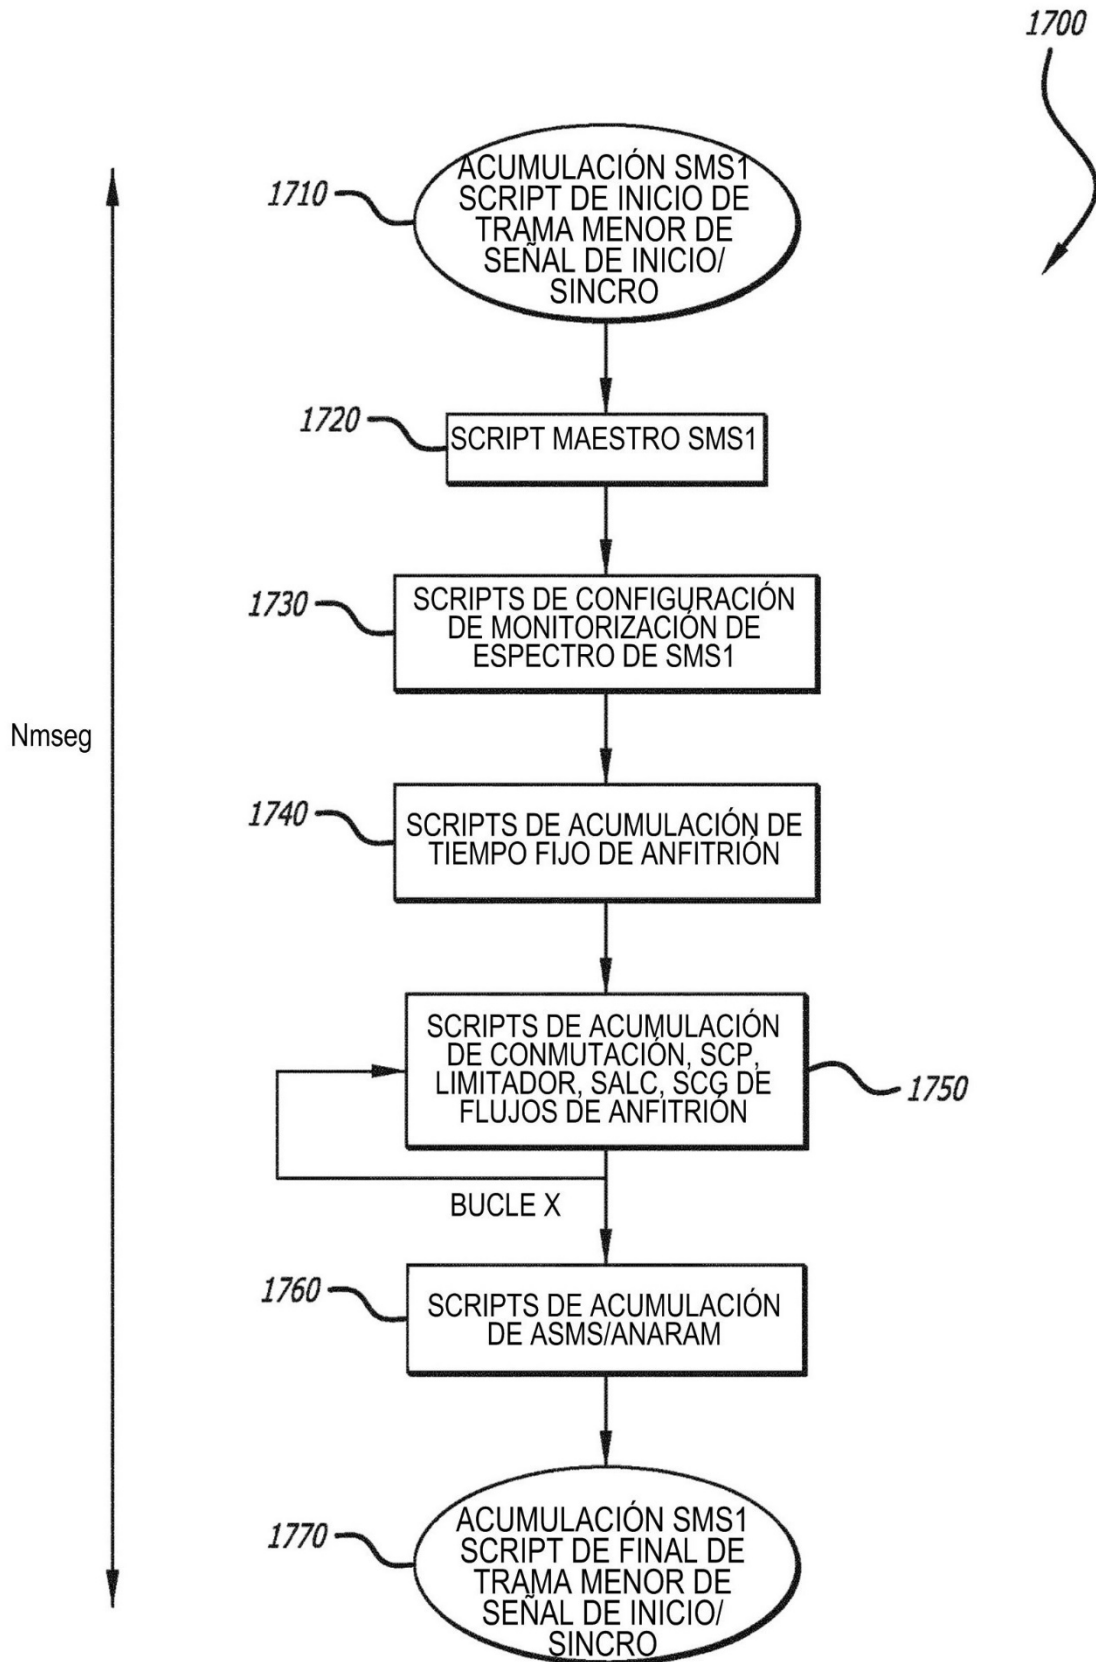 1700
1710
ACUMULACIÓN SMS1
SCRIPT DE INICIO DE
TRAMA MENOR DE
SEÑAL DE INICIO/
SINCRO
1720
SCRIPT MAESTRO SMS1
1730
SCRIPTS DE CONFIGURACIÓN
DE MONITORIZACIÓN DE
ESPECTRO DE SMS1
Nmseg
1740
SCRIPTS DE ACUMULACIÓN DE
TIEMPO FIJO DE ANFITRIÓN
SCRIPTS DE ACUMULACIÓN
DE CONMUTACIÓN, SCP,
LIMITADOR, SALC, SCG DE
FLUJOS DE ANFITRIÓN
1750
BUCLE X
1760
SCRIPTS DE ACUMULACIÓN
DE ASMS/ANARAM
1770
ACUMULACIÓN SMS1
SCRIPT DE FINAL DE
TRAMA MENOR DE
SEÑAL DE INICIO/
SINCRO